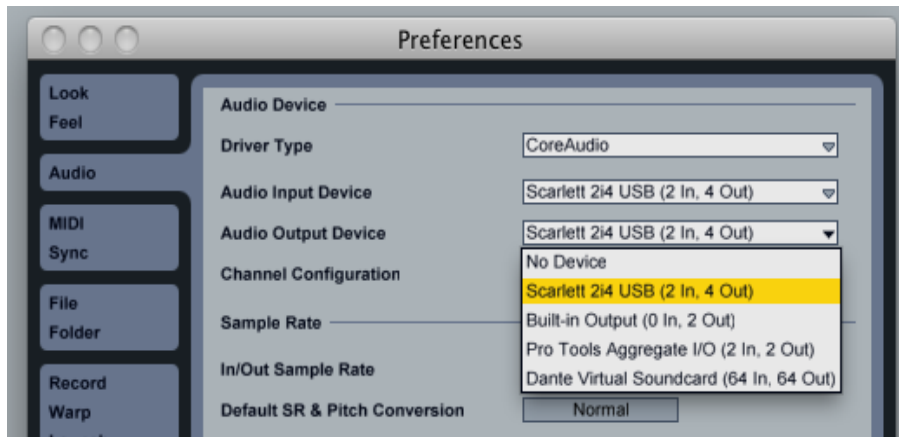 Preferences
Look
Feel
Audio
MIDI
Sync
File
Folder
Record
Warp
Audio Device
Driver Type CoreAudio
Audio Input Device Scarlett 2i4 USB (2 In, 4 Out)
Audio Output Device Scarlett 2i4 USB (2 In, 4 Out)
No Device
Channel Configuration
Scarlett 2i4 USB (2 In, 4 Out)
Built-in Output (0 In, 2 Out)
Sample Rate
Pro Tools Aggregate I/O (2 In, 2 Out)
In/Out Sample Rate
Dante Virtual Soundcard (64 In, 64 Out)
Default SR & Pitch Conversion Normal